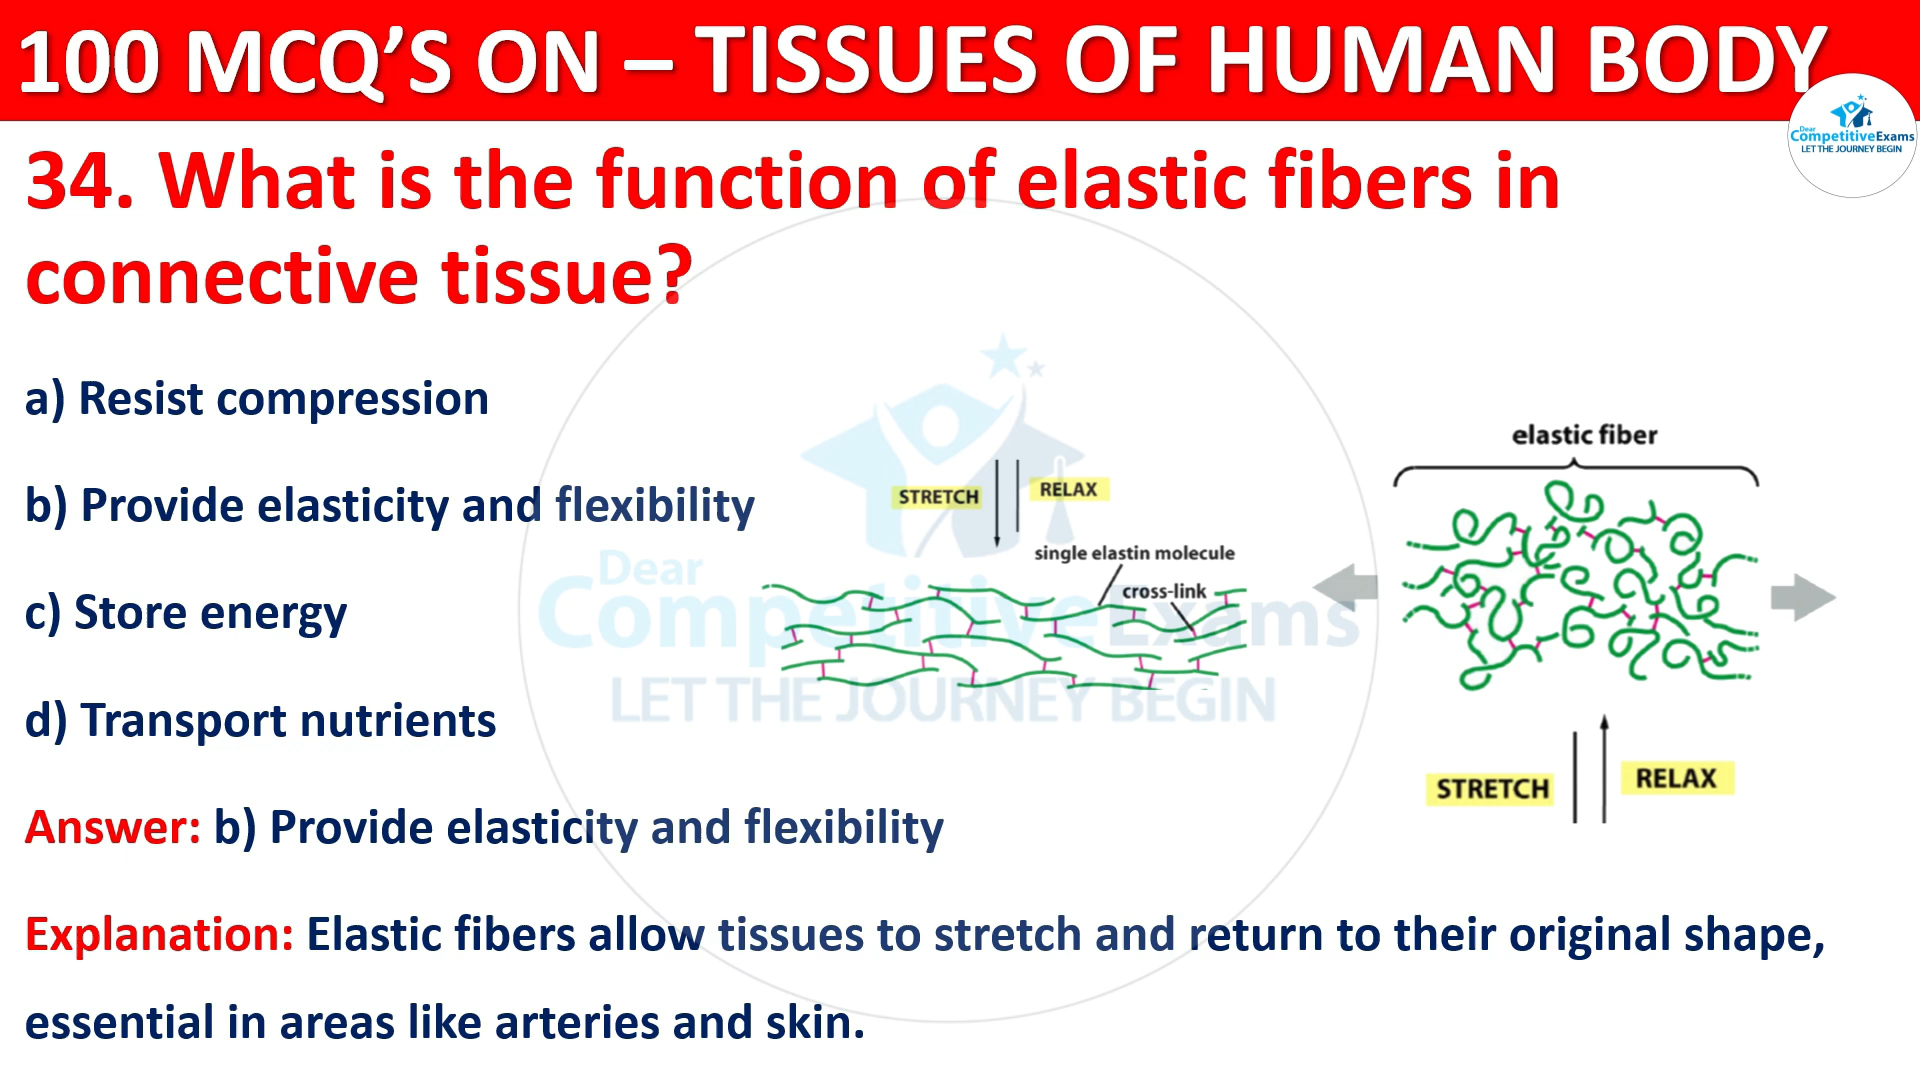 100 MCQ’S ON – TISSUES OF HUMAN BODY
Dear
CompetitiveExams
LET THE JOURNEY BEGIN
34. What is the function of elastic fibers in
connective tissue?
a) Resist compression
b) Provide elasticity and flexibility
c) Store energy
d) Transport nutrients
STRETCH
RELAX
single elastin molecule
cross-link
elastic fiber
STRETCH
RELAX
Dear
CompetitiveExams
LET THE JOURNEY BEGIN
Answer: b) Provide elasticity and flexibility
Explanation: Elastic fibers allow tissues to stretch and return to their original shape,
essential in areas like arteries and skin.